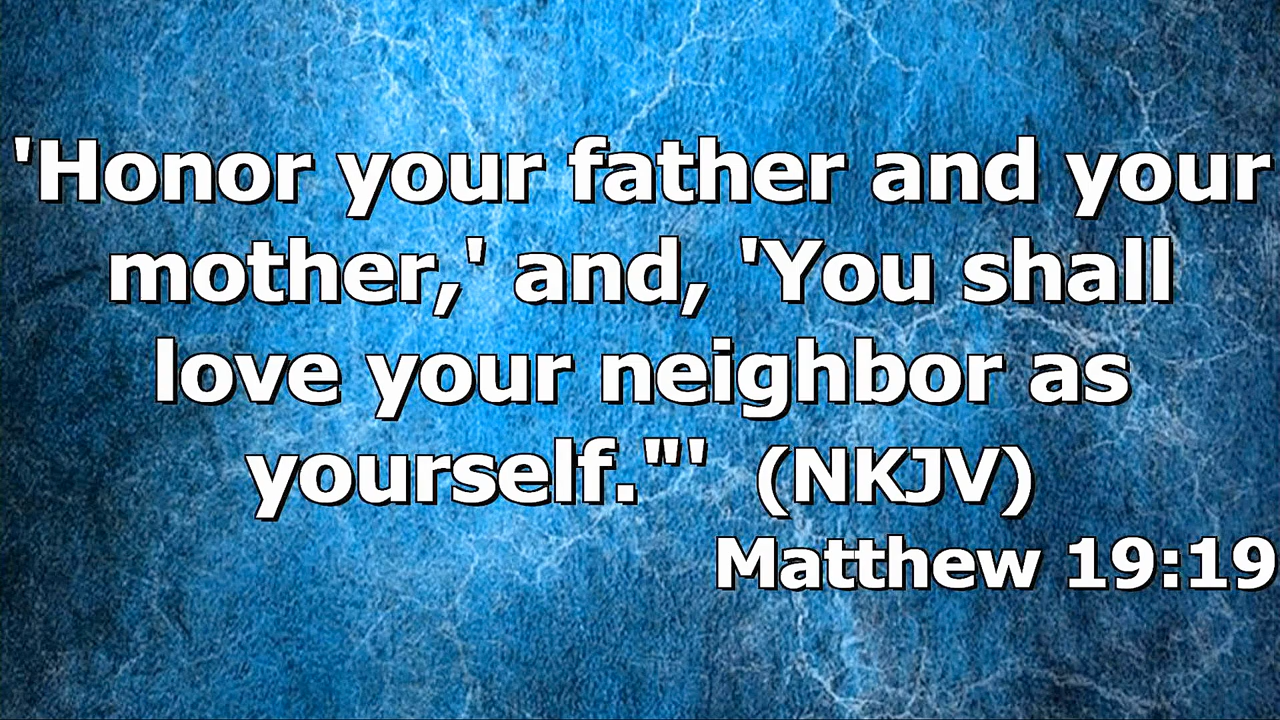 'Honor your father and your
mother,' and, 'You shall
love your neighbor as
yourself."' (NKJV)
Matthew 19:19